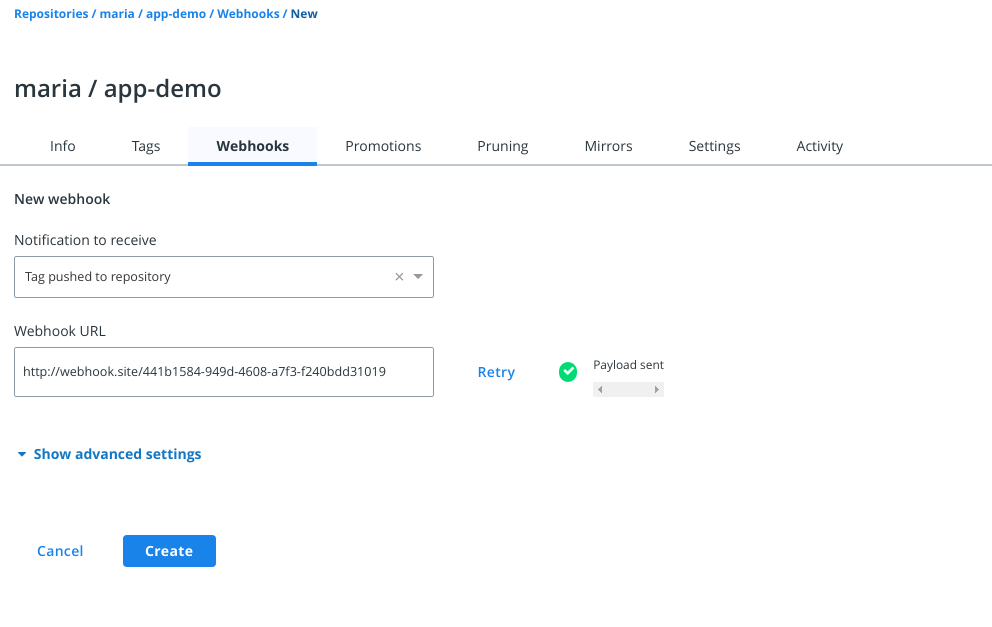 Repositories / maria / app-demo / Webhooks / New
maria / app-demo
Info Tags Webhooks Promotions Pruning Mirrors Settings Activity
New webhook
Notification to receive
Tag pushed to repository
Webhook URL
http://webhook.site/441b1584-949d-4608-a7f3-f240bdd31019
Retry
Payload sent
Show advanced settings
Cancel Create